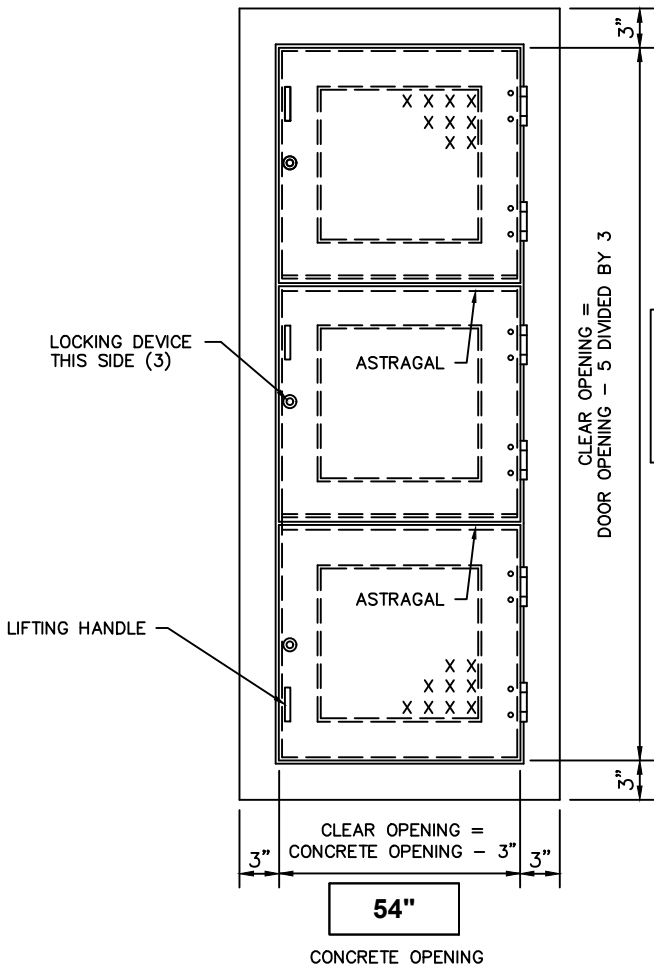 3"
X X X X
X X X
X X
CLEAR OPENING =
DOOR OPENING - 5 DIVIDED BY 3
LOCKING DEVICE
THIS SIDE (3)
ASTRAGAL
ASTRAGAL
LIFTING HANDLE
X X
X X X
X X X X
3"
CLEAR OPENING =
CONCRETE OPENING - 3"
3"
3"
54"
CONCRETE OPENING